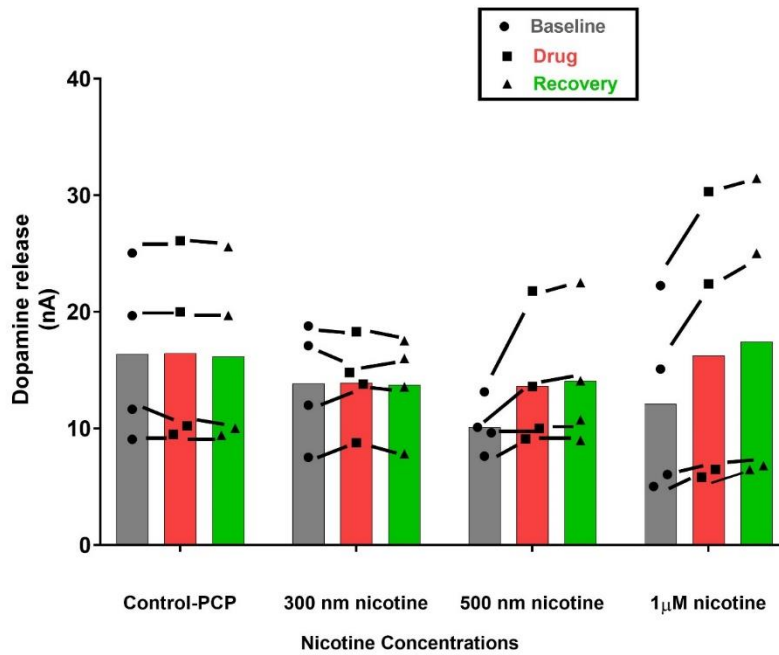 Baseline
Drug
Recovery
40
30
20
10
0
Dopamine release
(nA)
Control-PCP
300 nm nicotine
500 nm nicotine
1μM nicotine
Nicotine Concentrations